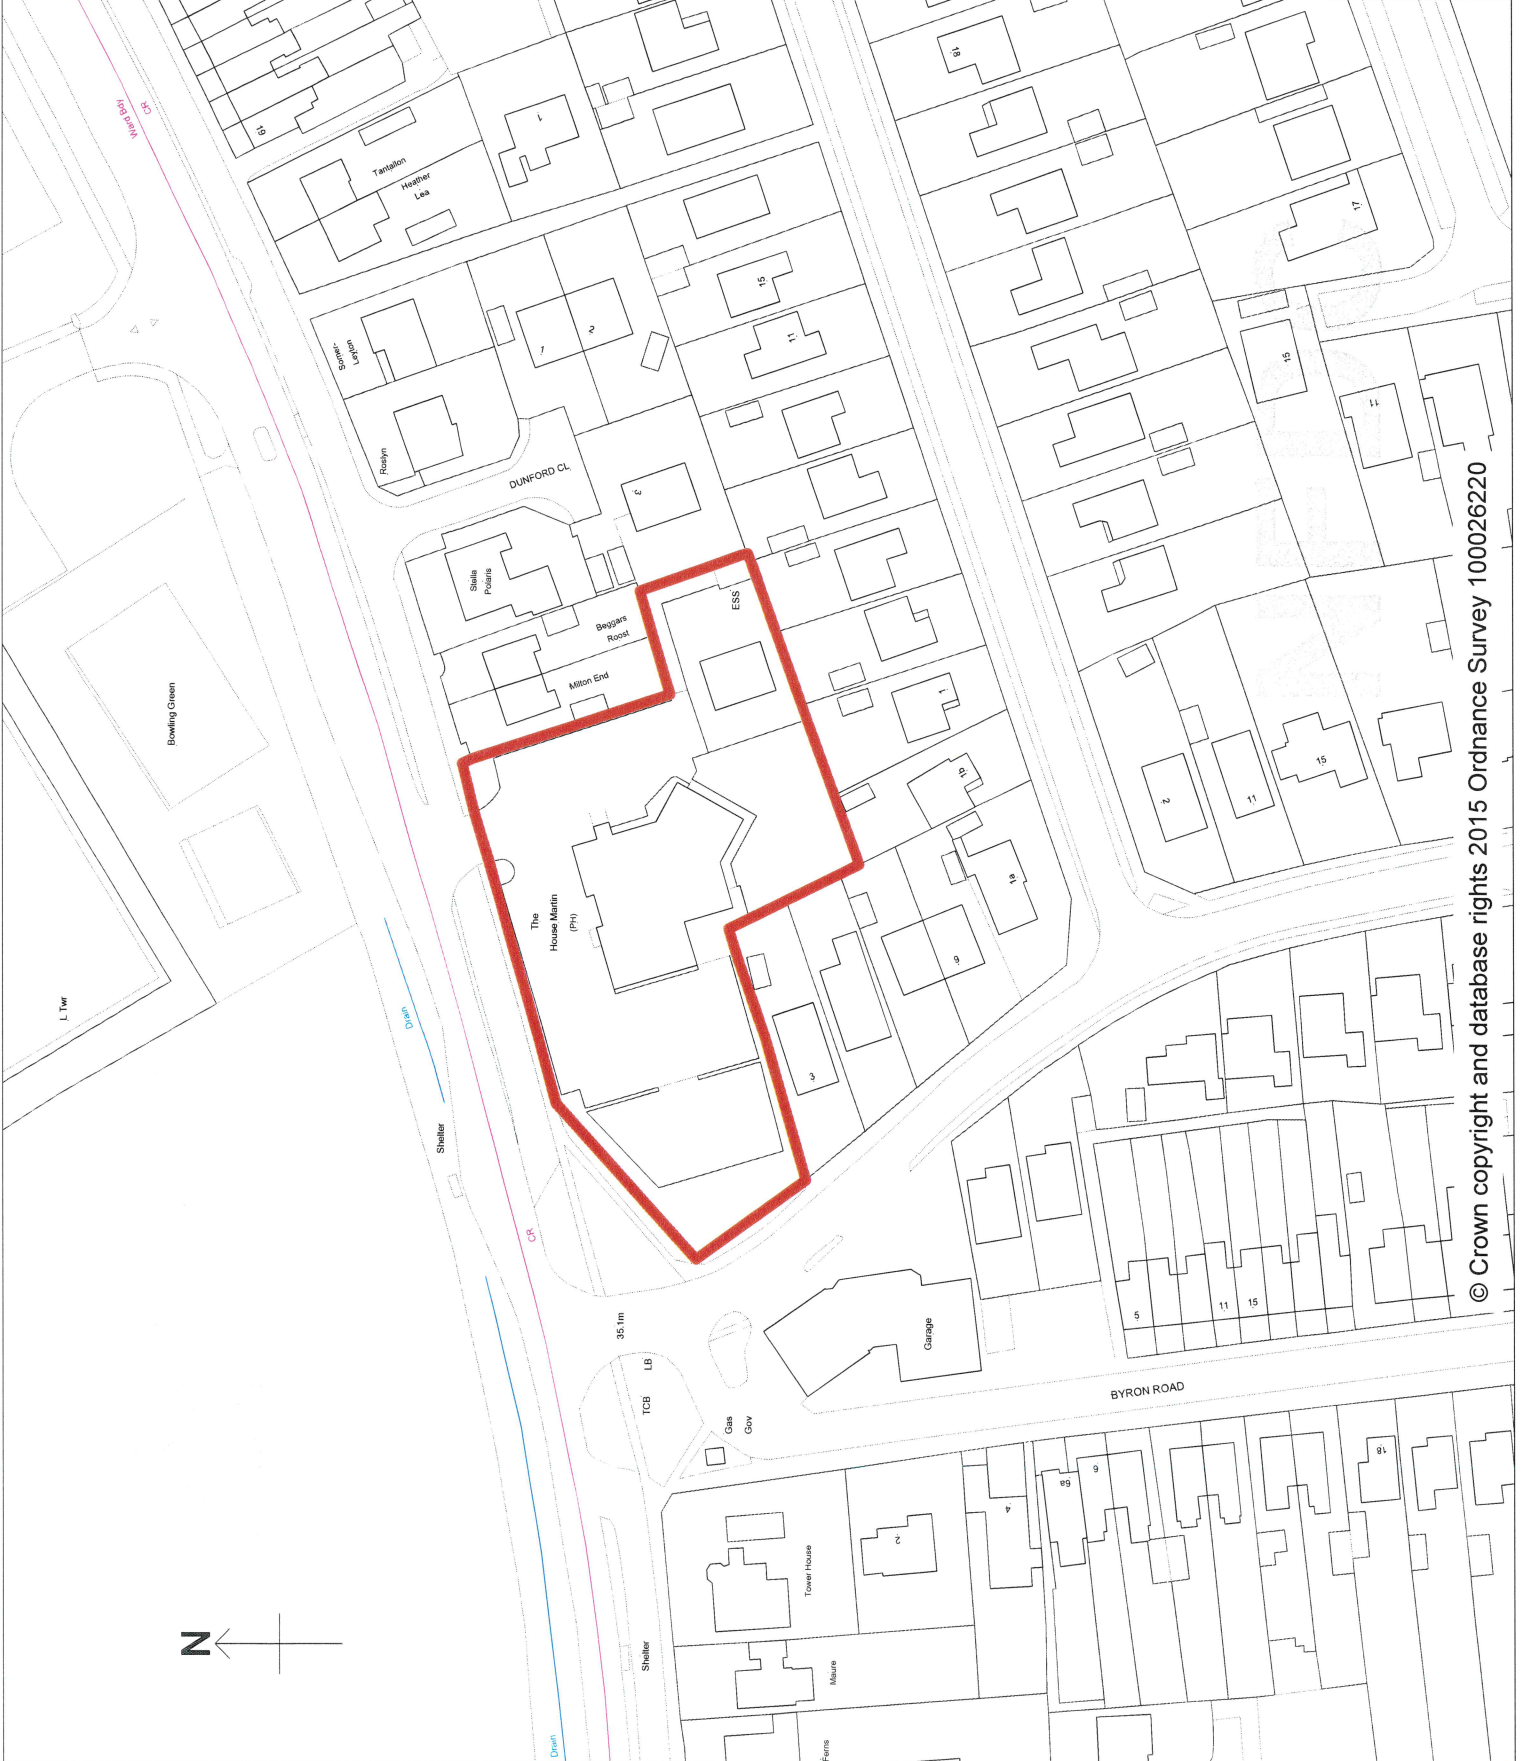 Ward Bdy
CR
19
Tantallon
Heather
Lea
1
18
17
Somer-
Leyton
Roslyn
1
2
15
11
DUNFORD CL
3
15
11
Stella
Polaris
Beggars
Roost
Milton End
ESS
Bowling Green
The
House Martin
(PH)
1
1b
1a
9
3
2
11
15
L Twr
Drain
Shelter
CR
35.1m
LB
TCB
Gas
Gov
Garage
5
11
15
BYRON ROAD
N
Tower House
2
4
6a
6
18
Shelter
Maure
Ferns
Drain
© Crown copyright and database rights 2015 Ordnance Survey 100026220